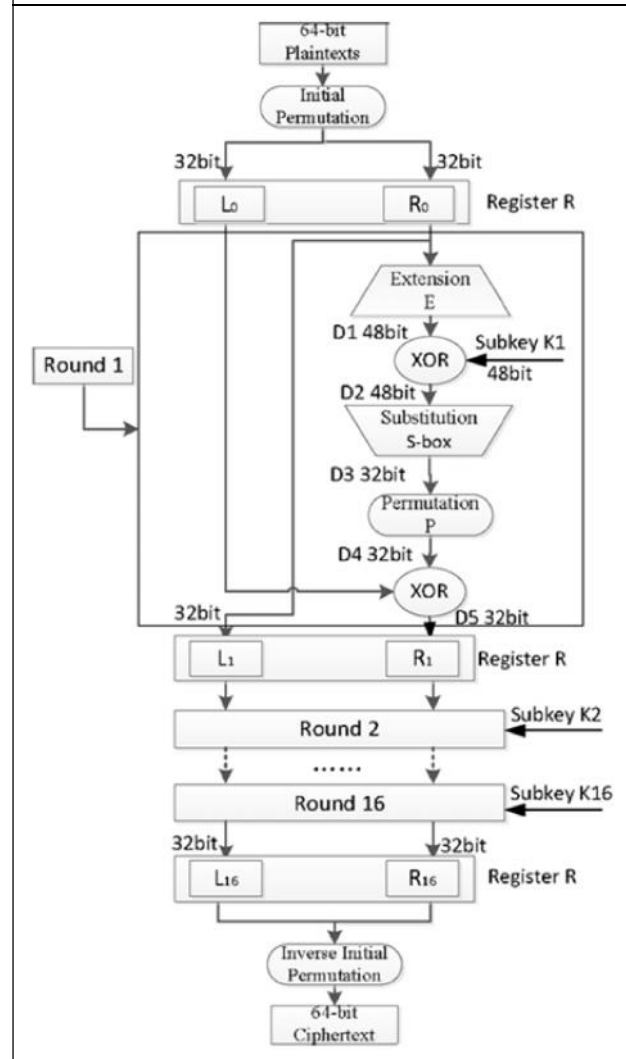 64-bit
Plaintexts
Initial
Permutation
32bit
32bit
L0
R0
Register R
Extension
E
D1 48bit
Subkey K1
XOR
48bit
Round 1
D2 48bit
Substitution
S-box
D3 32bit
Permutation
P
D4 32bit
XOR
32bit
D5 32bit
L1
R1
Register R
Round 2
Subkey K2
......
Round 16
Subkey K16
32bit
32bit
L16
R16
Register R
Inverse Initial
Permutation
64-bit
Ciphertext